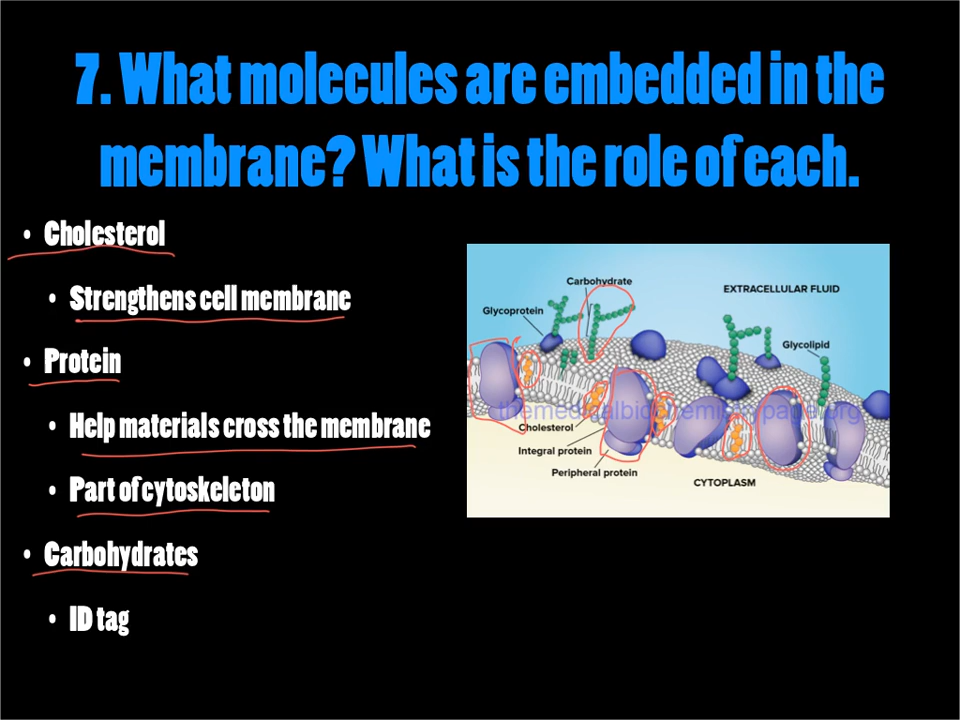 7. What molecules are embedded in the
membrane? What is the role of each.
• Cholesterol
• Strengthens cell membrane
• Protein
• Help materials cross the membrane
• Part of cytoskeleton
• Carbohydrates
• ID tag
Carbohydrate
EXTRACELLULAR FLUID
Glycoprotein
Glycolipid
themedicalbiochemistrypage.org
Cholesterol
Integral protein
Peripheral protein
CYTOPLASM